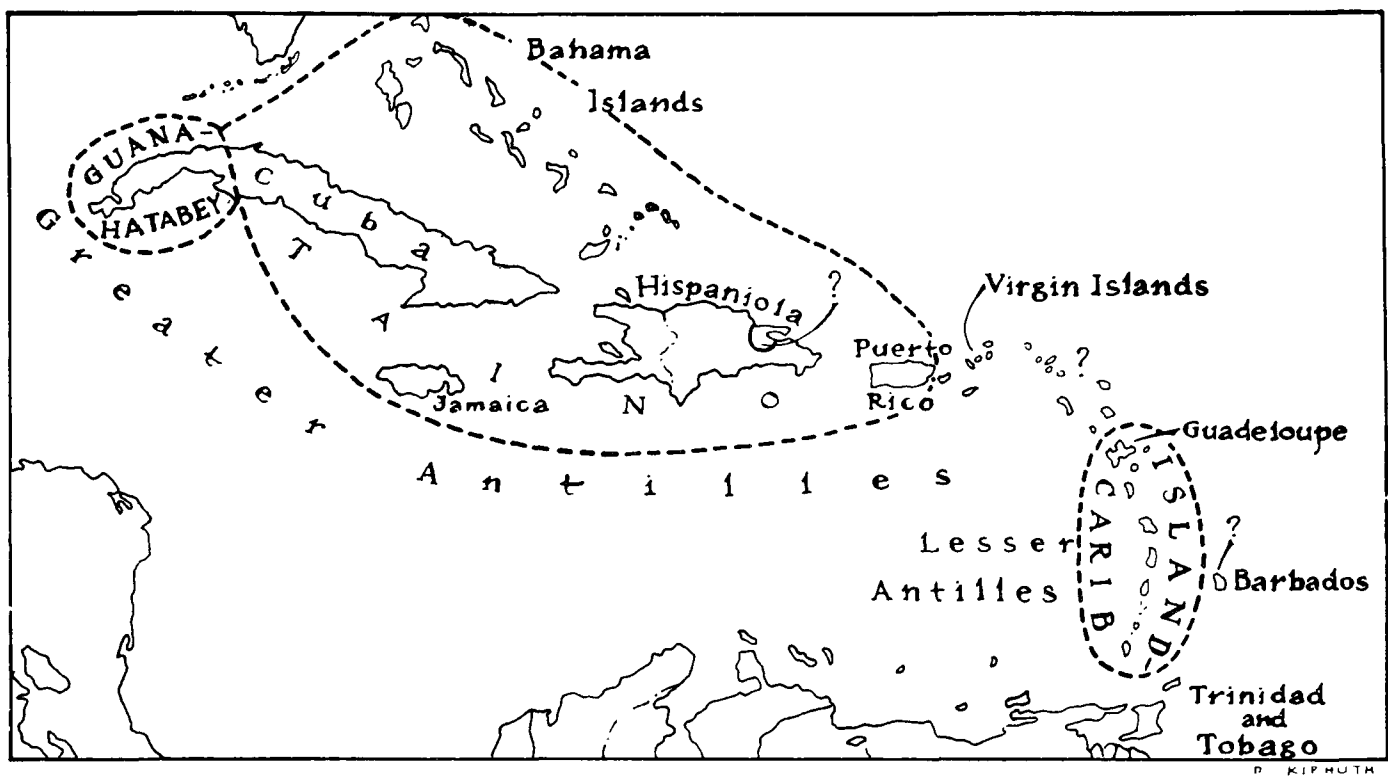 Bahama
Islands
GUANA-
HATABEY
Cuba
TAINO
Hispaniola
?
Virgin Islands
Puerto
Rico
?
Jamaica
Greater Antilles
Guadeloupe
ISLAND
CARIB
Lesser
Antilles
?
Barbados
Trinidad
and
Tobago
KIPHUTH